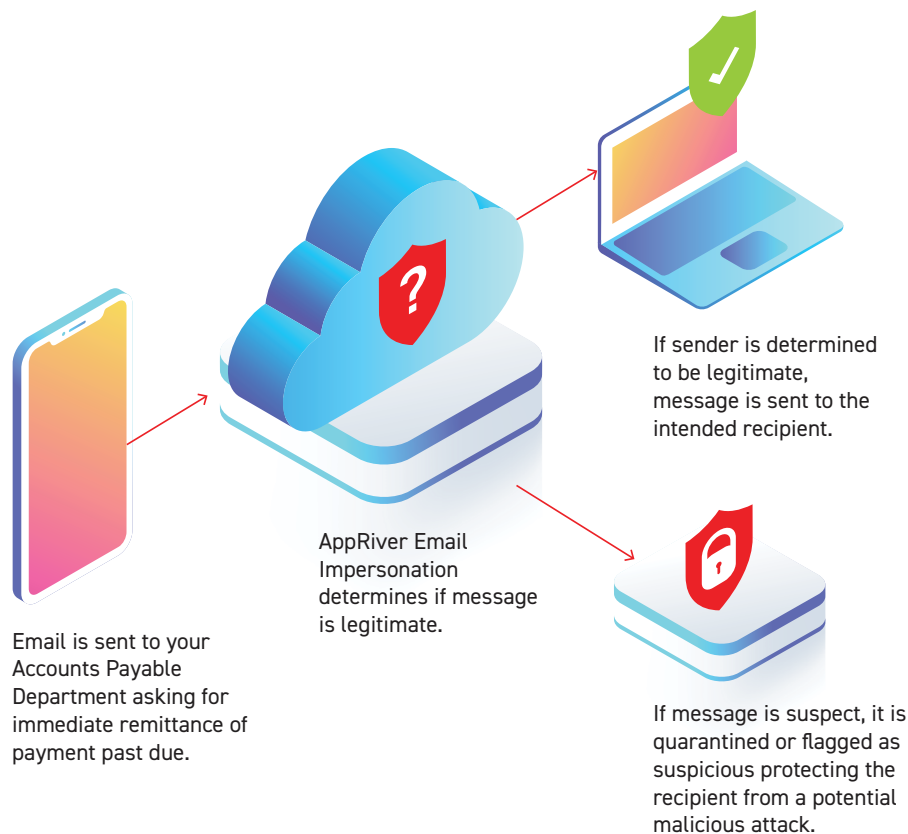 Email is sent to your
Accounts Payable
Department asking for
immediate remittance of
payment past due.
AppRiver Email
Impersonation
determines if message
is legitimate.
?
If sender is determined
to be legitimate,
message is sent to the
intended recipient.
If message is suspect, it is
quarantined or flagged as
suspicious protecting the
recipient from a potential
malicious attack.